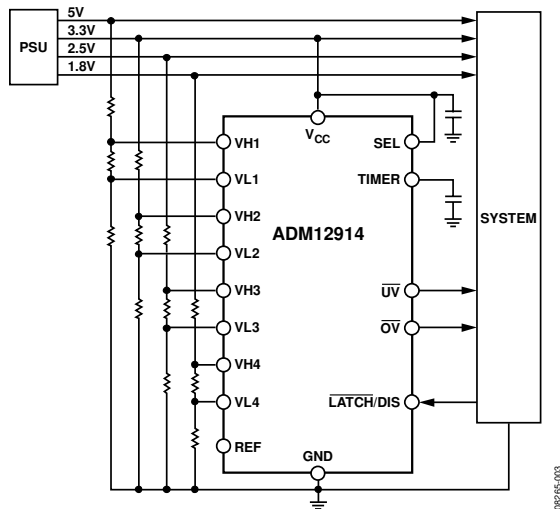 5V
3.3V
2.5V
1.8V
PSU
VCC
VH1
VL1
VH2
VL2
VH3
VL3
VH4
VL4
REF
ADM12914
GND
SEL
TIMER
UV
OV
LATCH/DIS
SYSTEM
08265-003